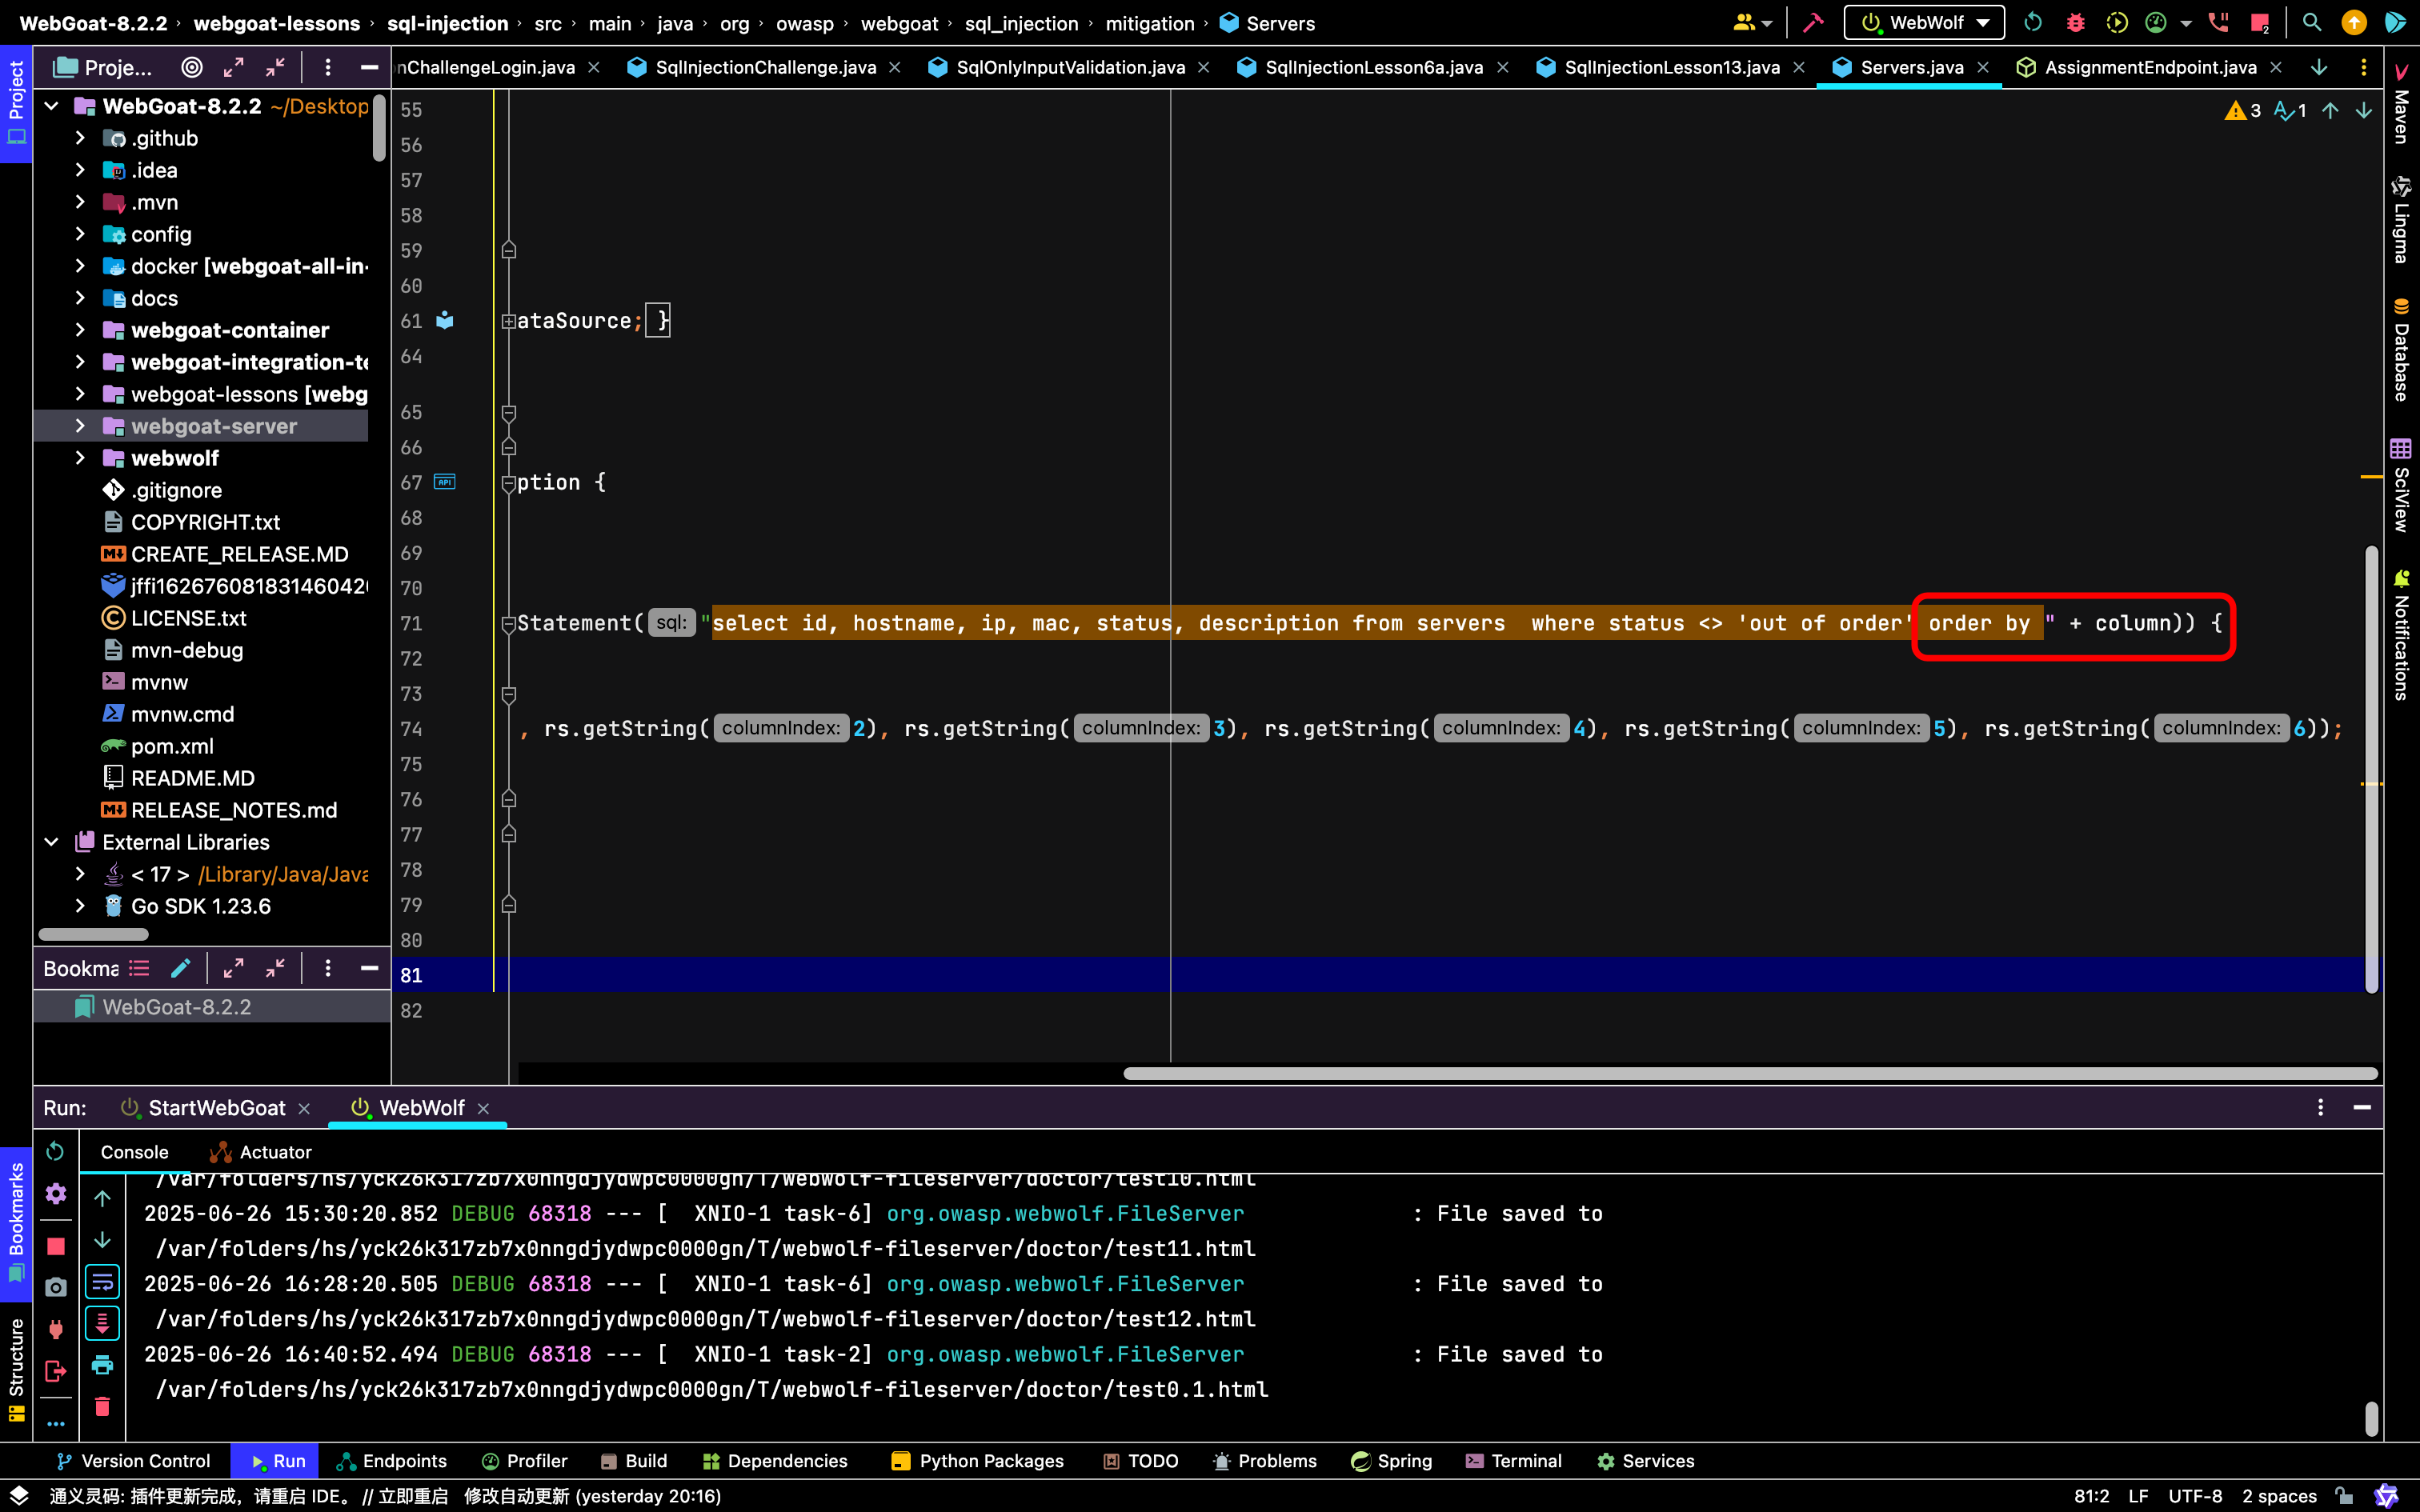 WebGoat-8.2.2 › webgoat-lessons › sql-injection › src › main › java › org › owasp › webgoat › sql_injection › mitigation › Servers
WebWolf
Project
Proje...
nChallengeLogin.java
SqlInjectionChallenge.java
SqlOnlyInputValidation.java
SqlInjectionLesson6a.java
SqlInjectionLesson13.java
Servers.java
AssignmentEndpoint.java
WebGoat-8.2.2 ~/Desktop
.github
.idea
.mvn
config
docker [webgoat-all-in-
docs
webgoat-container
webgoat-integration-te
webgoat-lessons [webg
webgoat-server
webwolf
.gitignore
COPYRIGHT.txt
CREATE_RELEASE.MD
jffi1626760818314604​2
LICENSE.txt
mvn-debug
mvnw
mvnw.cmd
pom.xml
README.MD
RELEASE_NOTES.md
External Libraries
< 17 > /Library/Java/Java
Go SDK 1.23.6
Bookma
WebGoat-8.2.2
3 1
55
56
57
58
59
60
61 ataSource; }
64
65
66
67 API ption {
68
69
70
71 Statement( sql: "select id, hostname, ip, mac, status, description from servers  where status <> 'out of order' order by " + column)) {
72
73
74 , rs.getString( columnIndex: 2), rs.getString( columnIndex: 3), rs.getString( columnIndex: 4), rs.getString( columnIndex: 5), rs.getString( columnIndex: 6));
75
76
77
78
79
80
81
82
Maven
Lingma
Database
SciView
Notifications
Run: StartWebGoat WebWolf
Console Actuator
/var/folders/hs/yck26k317zb7x0nngdjydwpc0000gn/T/webwolf-fileserver/doctor/test10.html
2025-06-26 15:30:20.852 DEBUG 68318 --- [  XNIO-1 task-6] org.owasp.webwolf.FileServer : File saved to
/var/folders/hs/yck26k317zb7x0nngdjydwpc0000gn/T/webwolf-fileserver/doctor/test11.html
2025-06-26 16:28:20.505 DEBUG 68318 --- [  XNIO-1 task-6] org.owasp.webwolf.FileServer : File saved to
/var/folders/hs/yck26k317zb7x0nngdjydwpc0000gn/T/webwolf-fileserver/doctor/test12.html
2025-06-26 16:40:52.494 DEBUG 68318 --- [  XNIO-1 task-2] org.owasp.webwolf.FileServer : File saved to
/var/folders/hs/yck26k317zb7x0nngdjydwpc0000gn/T/webwolf-fileserver/doctor/test0.1.html
Bookmarks
Structure
Version Control Run Endpoints Profiler Build Dependencies Python Packages TODO Problems Spring Terminal Services
通义灵码: 插件更新完成，请重启 IDE。 // 立即重启 修改自动更新 (yesterday 20:16)
81:2 LF UTF-8 2 spaces